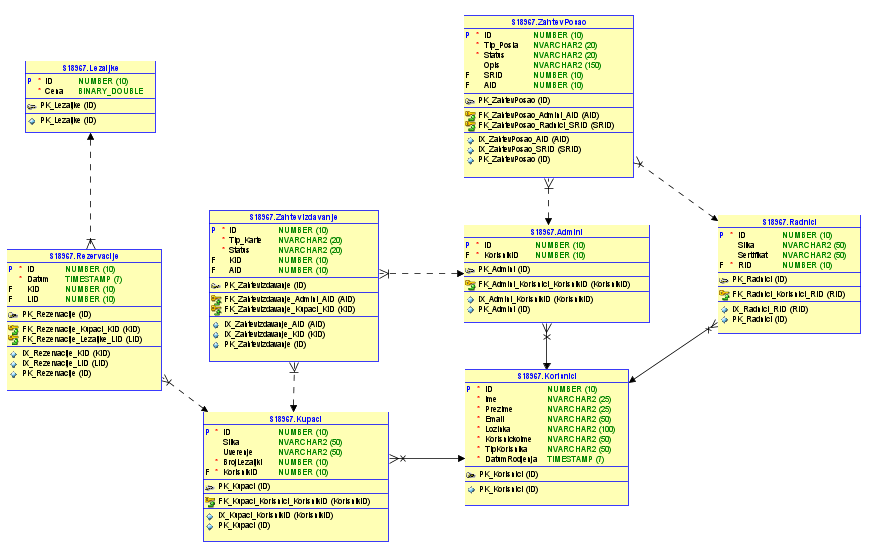 S18967.ZahtevPosao
P * ID NUMBER (10)
* Tip_Posla NVARCHAR2 (20)
* Status NVARCHAR2 (20)
Opis NVARCHAR2 (150)
F SRID NUMBER (10)
F AID NUMBER (10)
PK_ZahtevPosao (ID)
FK_ZahtevPosao_Admini_AID (AID)
FK_ZahtevPosao_Radnici_SRID (SRID)
IX_ZahtevPosao_AID (AID)
IX_ZahtevPosao_SRID (SRID)
PK_ZahtevPosao (ID)
S18967.Lezaljke
P * ID NUMBER (10)
* Cena BINARY_DOUBLE
PK_Lezaljke (ID)
PK_Lezaljke (ID)
S18967.ZahtevIzdavanje
P * ID NUMBER (10)
* Tip_Karte NVARCHAR2 (20)
* Status NVARCHAR2 (20)
F KID NUMBER (10)
F AID NUMBER (10)
PK_ZahtevIzdavanje (ID)
FK_ZahtevIzdavanje_Admini_AID (AID)
FK_ZahtevIzdavanje_Kupaci_KID (KID)
IX_ZahtevIzdavanje_AID (AID)
IX_ZahtevIzdavanje_KID (KID)
PK_ZahtevIzdavanje (ID)
S18967.Admini
P * ID NUMBER (10)
F * KorisnikID NUMBER (10)
PK_Admini (ID)
FK_Admini_Korisnici_KorisnikID (KorisnikID)
IX_Admini_KorisnikID (KorisnikID)
PK_Admini (ID)
S18967.Radnici
P * ID NUMBER (10)
Slika NVARCHAR2 (50)
Sertifikat NVARCHAR2 (50)
F * RID NUMBER (10)
PK_Radnici (ID)
FK_Radnici_Korisnici_RID (RID)
IX_Radnici_RID (RID)
PK_Radnici (ID)
S18967.Rezervacije
P * ID NUMBER (10)
* Datum TIMESTAMP (7)
F KID NUMBER (10)
F LID NUMBER (10)
PK_Rezervacije (ID)
FK_Rezervacije_Kupaci_KID (KID)
FK_Rezervacije_Lezaljke_LID (LID)
IX_Rezervacije_KID (KID)
IX_Rezervacije_LID (LID)
PK_Rezervacije (ID)
S18967.Korisnici
P * ID NUMBER (10)
* Ime NVARCHAR2 (25)
* Prezime NVARCHAR2 (25)
* Email NVARCHAR2 (50)
* Lozinka NVARCHAR2 (100)
* KorisnickoIme NVARCHAR2 (50)
* TipKorisnika NVARCHAR2 (50)
* DatumRodjenja TIMESTAMP (7)
PK_Korisnici (ID)
PK_Korisnici (ID)
S18967.Kupaci
P * ID NUMBER (10)
Slika NVARCHAR2 (50)
Uverenje NVARCHAR2 (50)
* BrojLezaljki NUMBER (10)
F * KorisnikID NUMBER (10)
PK_Kupaci (ID)
FK_Kupaci_Korisnici_KorisnikID (KorisnikID)
IX_Kupaci_KorisnikID (KorisnikID)
PK_Kupaci (ID)